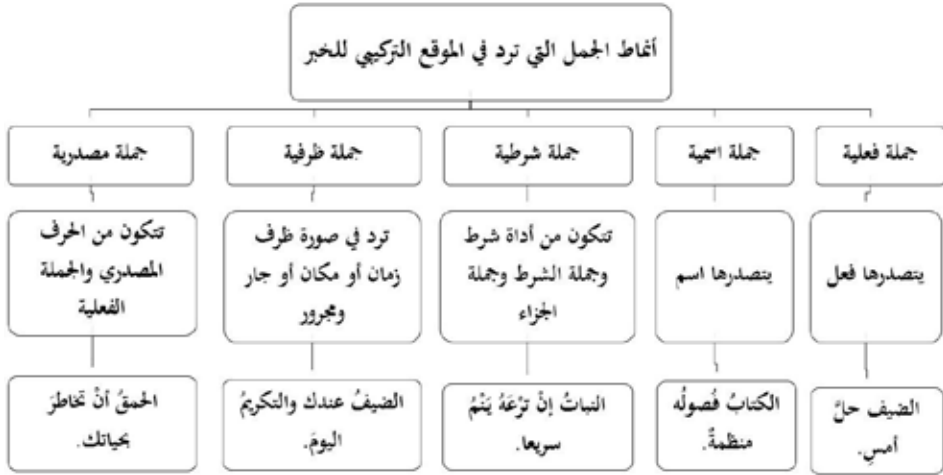 أنماط الجمل التي ترد في الموقع التركيبي للخبر
جملة فعلية
جملة اسمية
جملة شرطية
جملة ظرفية
جملة مصدرية
يتصدرها فعل
يتصدرها اسم
تتكون من أداة شرط
وجملة الشرط وجملة
الجزاء
ترد في صورة ظرف
زمان أو مكان أو جار
ومجرور
تتكون من الحرف
المصدري والجملة
الفعلية
الضيف حلَّ
أمسِ.
الكتابُ فُصولُه
منظمةٌ.
النباتُ إنْ ترْعَهُ يَنْمُ
سريعا.
الضيفُ عندك والتكريمُ
اليومَ.
الحمقُ أنْ تخاطرَ
بحياتك.